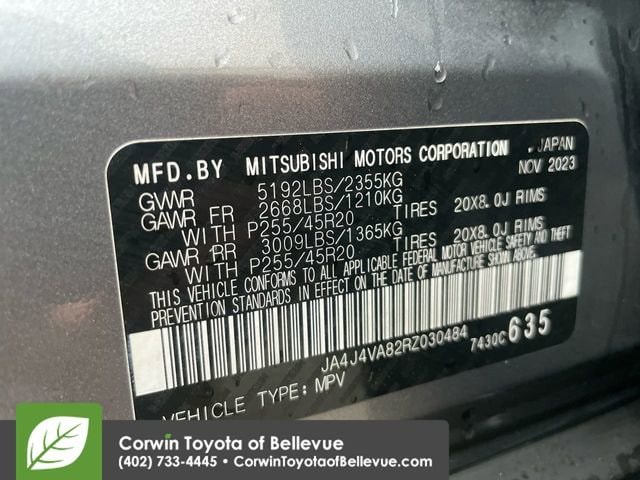 MFD.BY MITSUBISHI MOTORS CORPORATION JAPAN
NOV 2023
GVWR 5192LBS/2355KG
GAWR FR 2668LBS/1210KG
WITH P255/45R20 TIRES 20X8.0J RIMS
GAWR RR 3009LBS/1365KG
WITH P255/45R20 TIRES 20X8.0J RIMS
THIS VEHICLE CONFORMS TO ALL APPLICABLE FEDERAL MOTOR VEHICLE SAFETY AND THEFT
PREVENTION STANDARDS IN EFFECT ON THE DATE OF MANUFACTURE SHOWN ABOVE.
JA4J4VA82RZ030484 7430C635
VEHICLE TYPE: MPV
Corwin Toyota of Bellevue
(402) 733-4445 • CorwinToyotaofBellevue.com